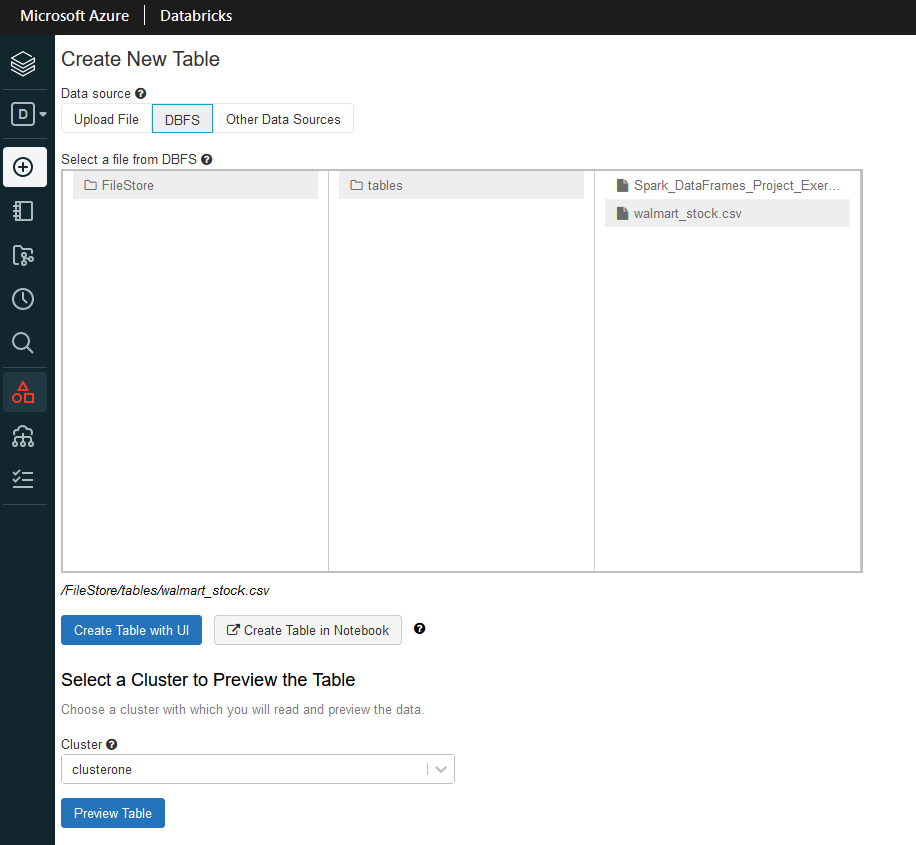 Microsoft Azure | Databricks
Create New Table
Data source
D
Upload File DBFS Other Data Sources
Select a file from DBFS
FileStore tables Spark_DataFrames_Project_Exer...
walmart_stock.csv
/FileStore/tables/walmart_stock.csv
Create Table with UI Create Table in Notebook
Select a Cluster to Preview the Table
Choose a cluster with which you will read and preview the data.
Cluster
clusterone
Preview Table